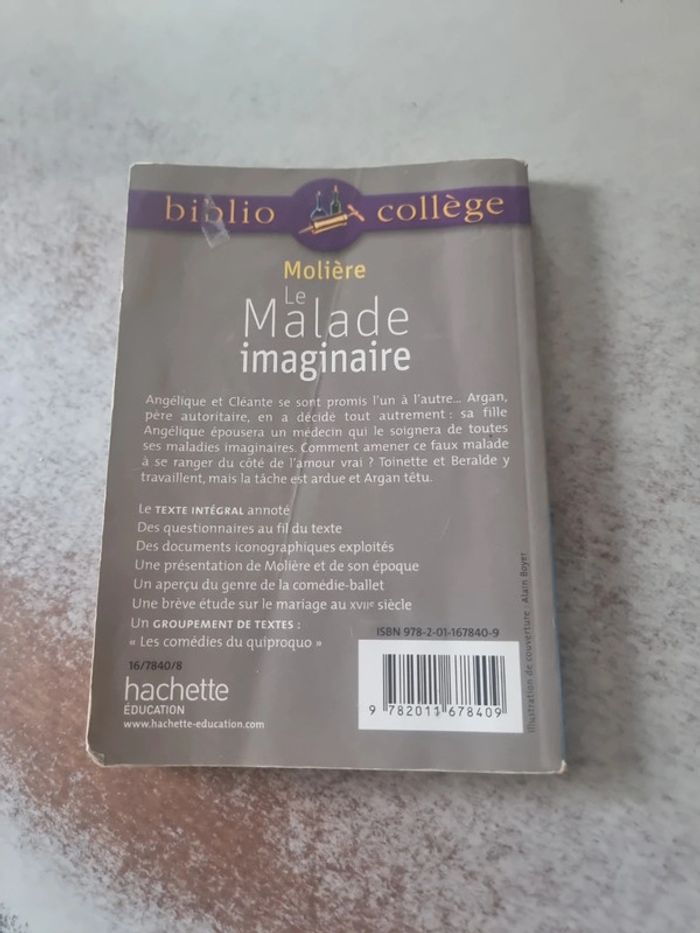 biblio collège
Molière
Le
Malade
imaginaire
Angélique et Cléante se sont promis l'un à l'autre... Argan,
père autoritaire, en a décidé tout autrement : sa fille
Angélique épousera un médecin qui le soignera de toutes
ses maladies imaginaires. Comment amener ce faux malade
à se ranger du côté de l'amour vrai ? Toinette et Beralde y
travaillent, mais la tâche est ardue et Argan têtu.
Le TEXTE INTÉGRAL annoté
Des questionnaires au fil du texte
Des documents iconographiques exploités
Une présentation de Molière et de son époque
Un aperçu du genre de la comédie-ballet
Une brève étude sur le mariage au XVIIe siècle
Un GROUPEMENT DE TEXTES :
« Les comédies du quiproquo »
16/7840/8
hachette
ÉDUCATION
www.hachette-education.com
ISBN 978-2-01-167840-9
9 782011 678409
Illustration de couverture : Alain Boyer